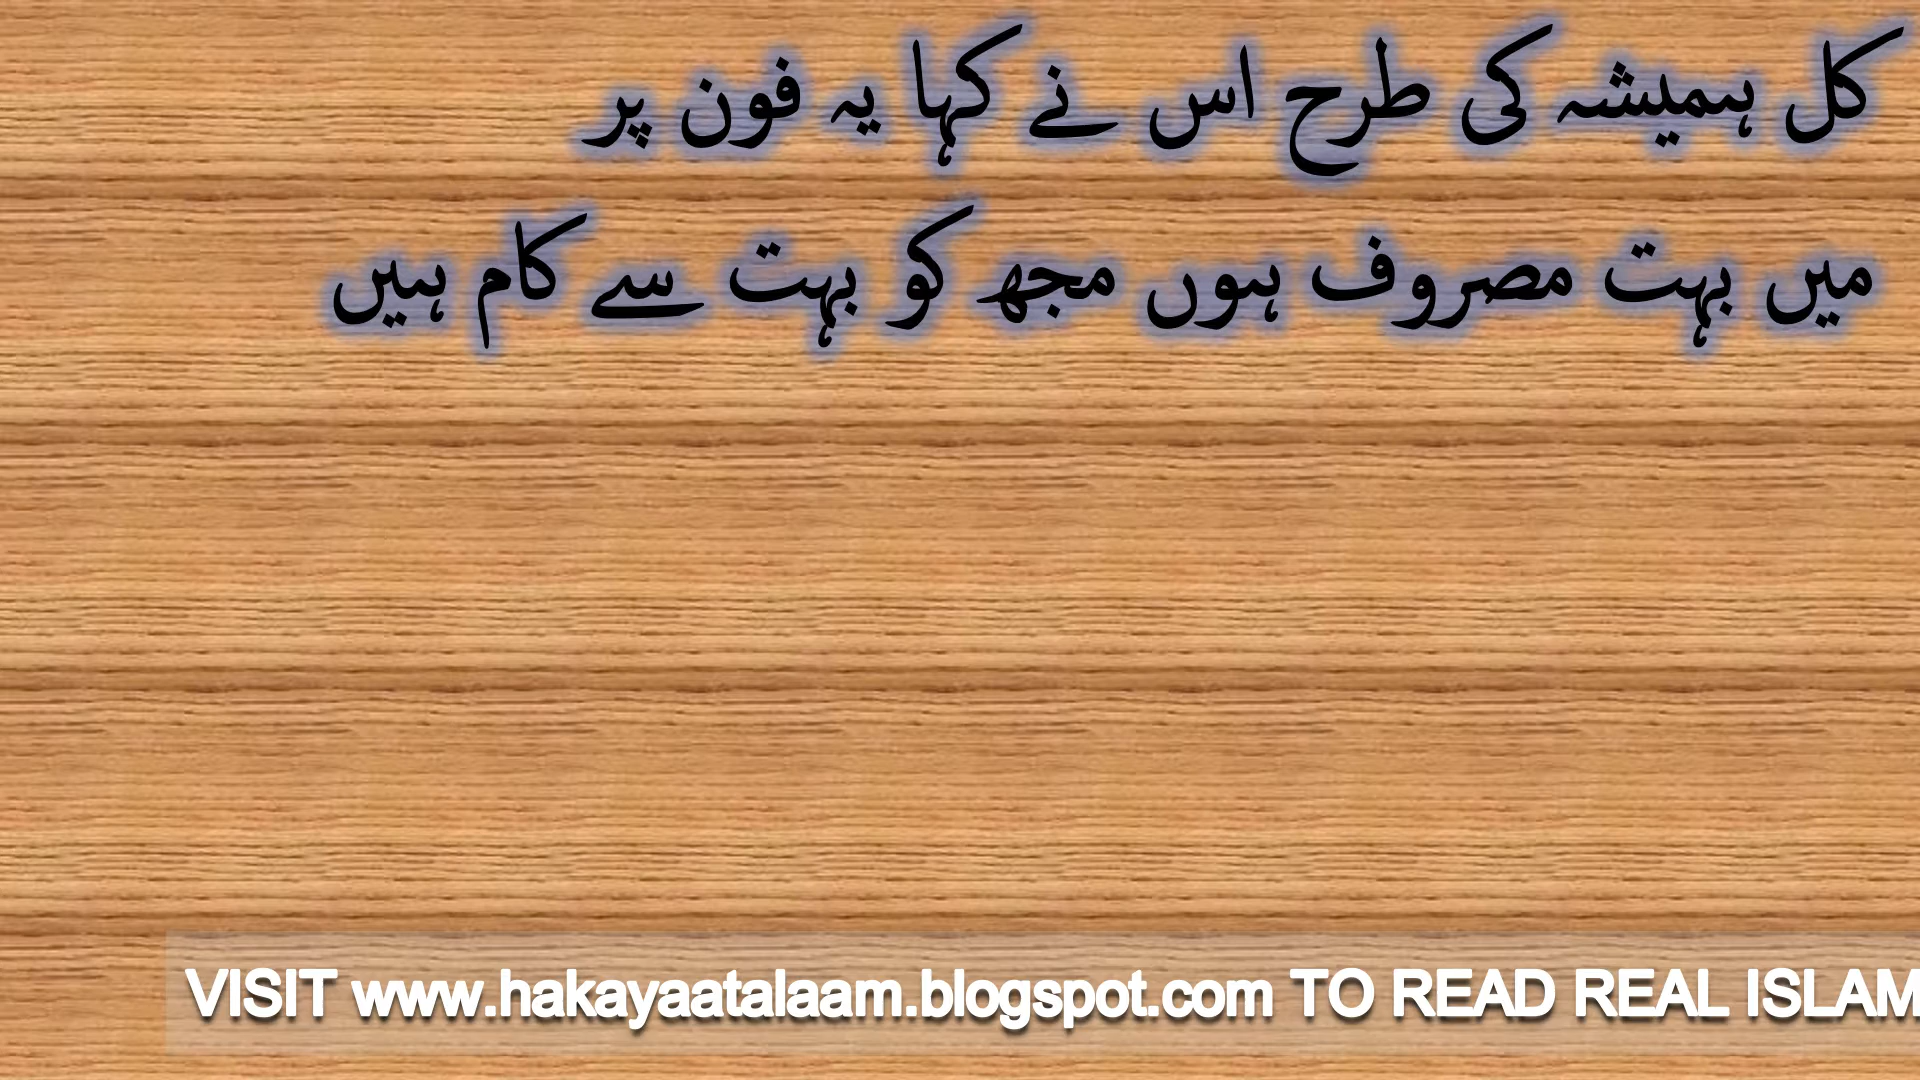 کل ہمیشہ کی طرح اس نے کہا یہ فون پر
میں بہت مصروف ہوں مجھ کو بہت سے کام ہیں
VISIT www.hakayaatalaam.blogspot.com TO READ REAL ISLAM